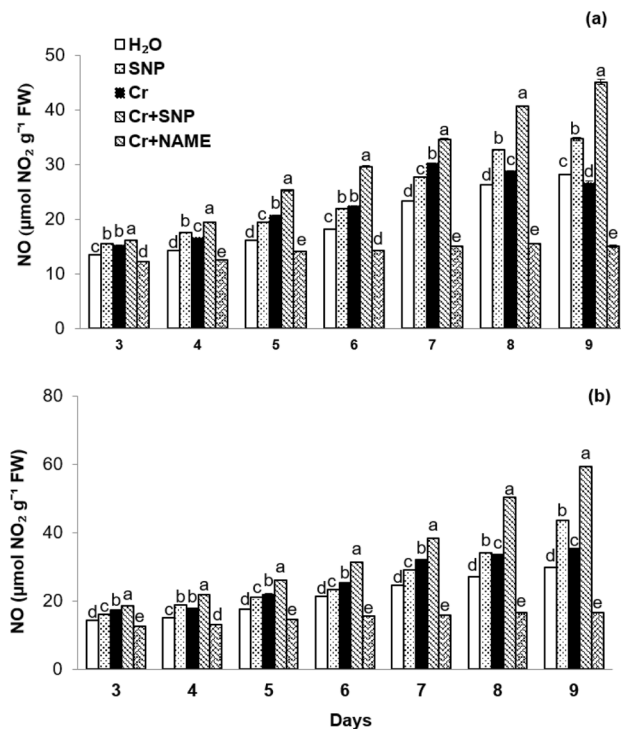 (a)
H₂O
SNP
Cr
Cr+SNP
Cr+NAME
NO (µmol NO₂ g⁻¹ FW)
50
40
30
20
10
0
c b b a d
d b c a e
d c b a e
c b b a d
d c b a e
d b c a e
c b d a e
3 4 5 6 7 8 9
(b)
NO (µmol NO₂ g⁻¹ FW)
80
60
40
20
0
d c b a e
c b b a d
d c b a e
d c b a e
d c b a e
d b c a e
d b c a e
3 4 5 6 7 8 9
Days